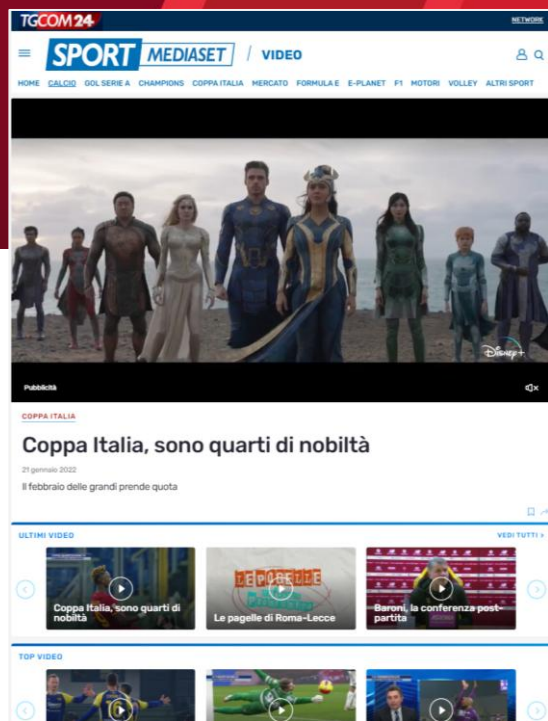 TGCOM24
NETWORK
SPORT MEDIASET / VIDEO
HOME CALCIO GOL SERIE A CHAMPIONS COPPA ITALIA MERCATO FORMULA E E-PLANET F1 MOTORI VOLLEY ALTRI SPORT
Disney+
Pubblicità
COPPA ITALIA
Coppa Italia, sono quarti di nobiltà
21 gennaio 2022
Il febbraio delle grandi prende quota
ULTIMI VIDEO
VEDI TUTTI >
Coppa Italia, sono quarti di
nobiltà
LE PAGELLE
Le pagelle di Roma-Lecce
Baroni, la conferenza post-
partita
TOP VIDEO